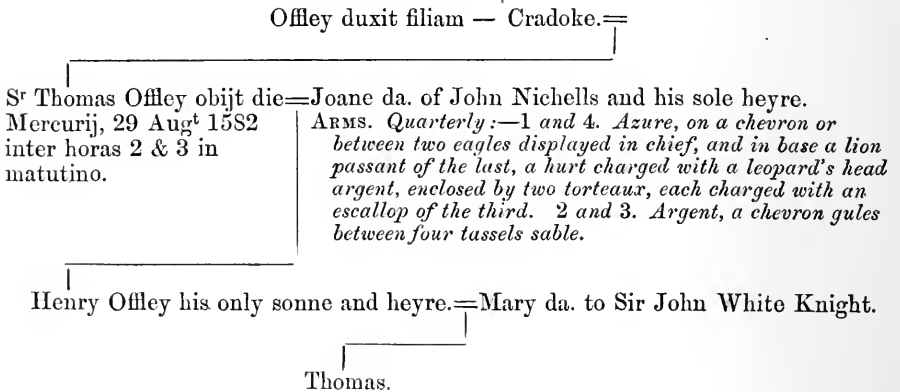 Offley duxit filiam — Cradoke.=
Sʳ Thomas Offley obijt die=Joane da. of John Nichells and his sole heyre.
Mercurij, 29 Augᵗ 1582
inter horas 2 & 3 in
matutino.
ARMS. Quarterly:—1 and 4. Azure, on a chevron or
between two eagles displayed in chief, and in base a lion
passant of the last, a hurt charged with a leopard's head
argent, enclosed by two torteaux, each charged with an
escallop of the third. 2 and 3. Argent, a chevron gules
between four tassels sable.
Henry Offley his only sonne and heyre.=Mary da. to Sir John White Knight.
Thomas.